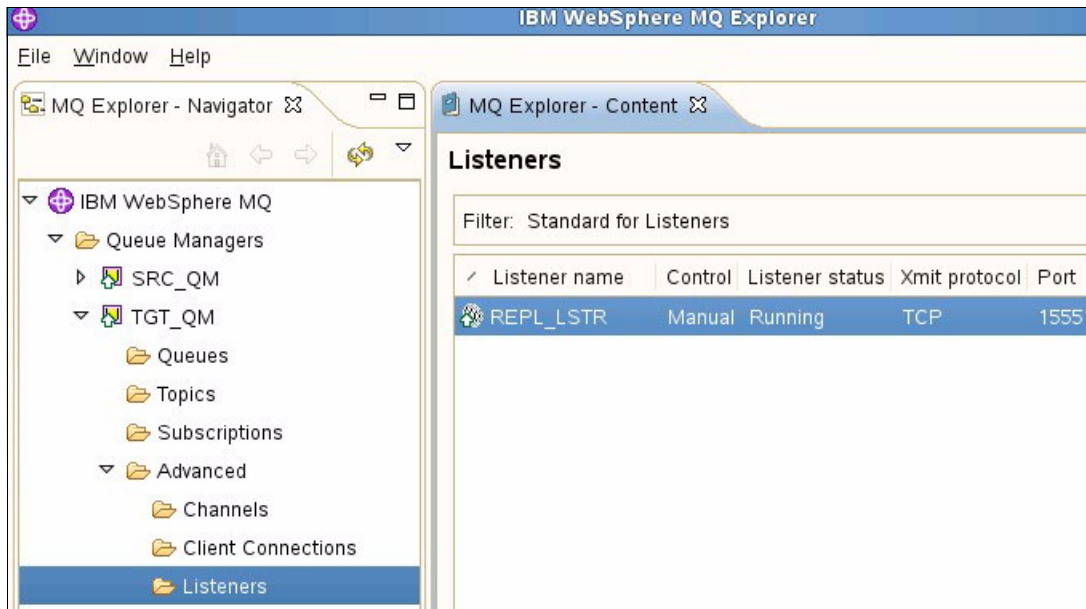 IBM WebSphere MQ Explorer
File Window Help
MQ Explorer - Navigator
MQ Explorer - Content
Listeners
IBM WebSphere MQ
Filter: Standard for Listeners
Queue Managers
SRC_QM
Listener name Control Listener status Xmit protocol Port
TGT_QM
REPL_LSTR Manual Running TCP 1555
Queues
Topics
Subscriptions
Advanced
Channels
Client Connections
Listeners